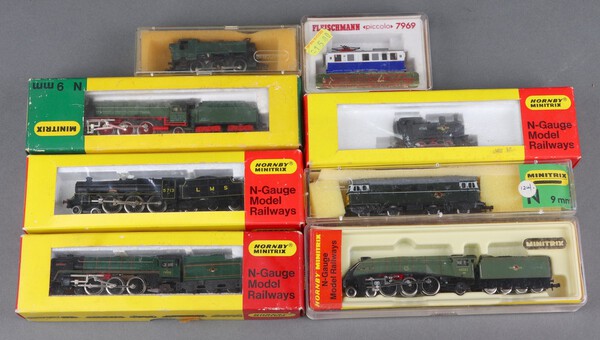 FLEISCHMANN «piccolo» 7969
N 9 mm
MINITRIX
HORNBY
MINITRIX
N-Gauge
Model
Railways
HORNBY
MINITRIX
N-Gauge
Model
Railways
LMS
MINITRIX
N
9 mm
HORNBY
MINITRIX
N-Gauge
Model
Railways
HORNBY MINITRIX
N-Gauge
Model Railways
MINITRIX